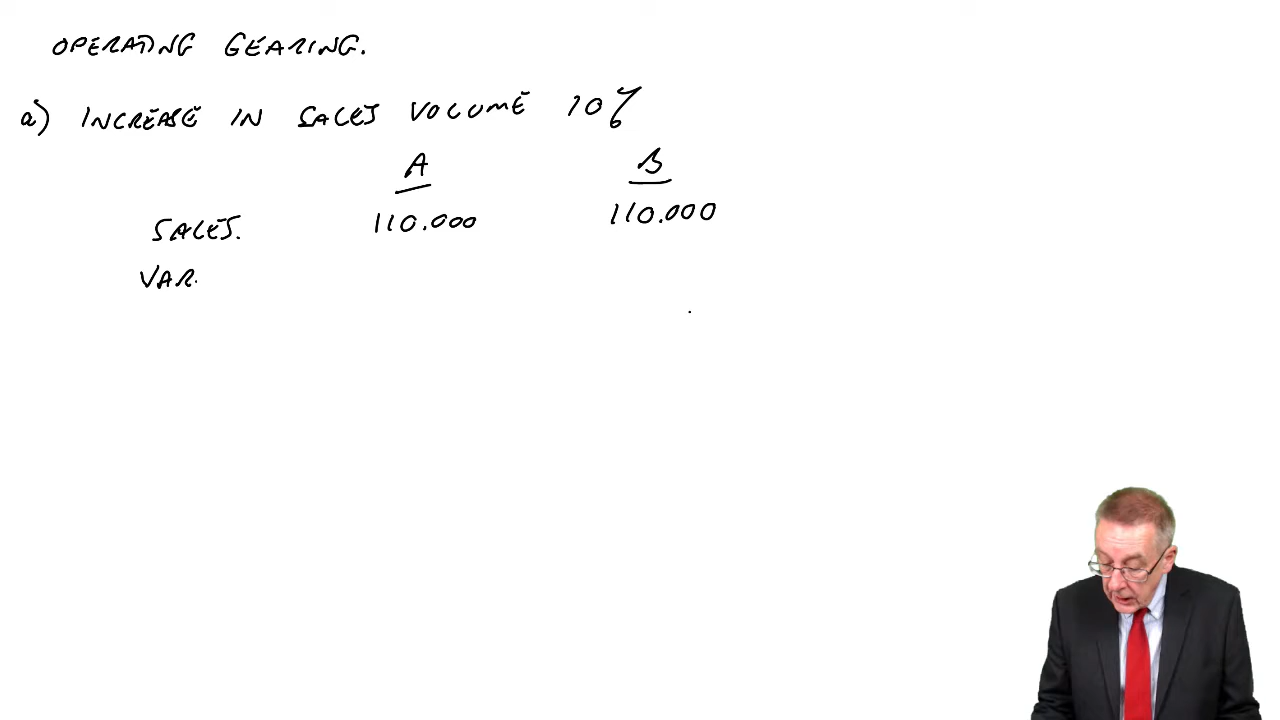 OPERATING GEARING.
a) INCREASE IN SALES VOLUME 10%
A B
SALES. 110.000 110.000
VAR.